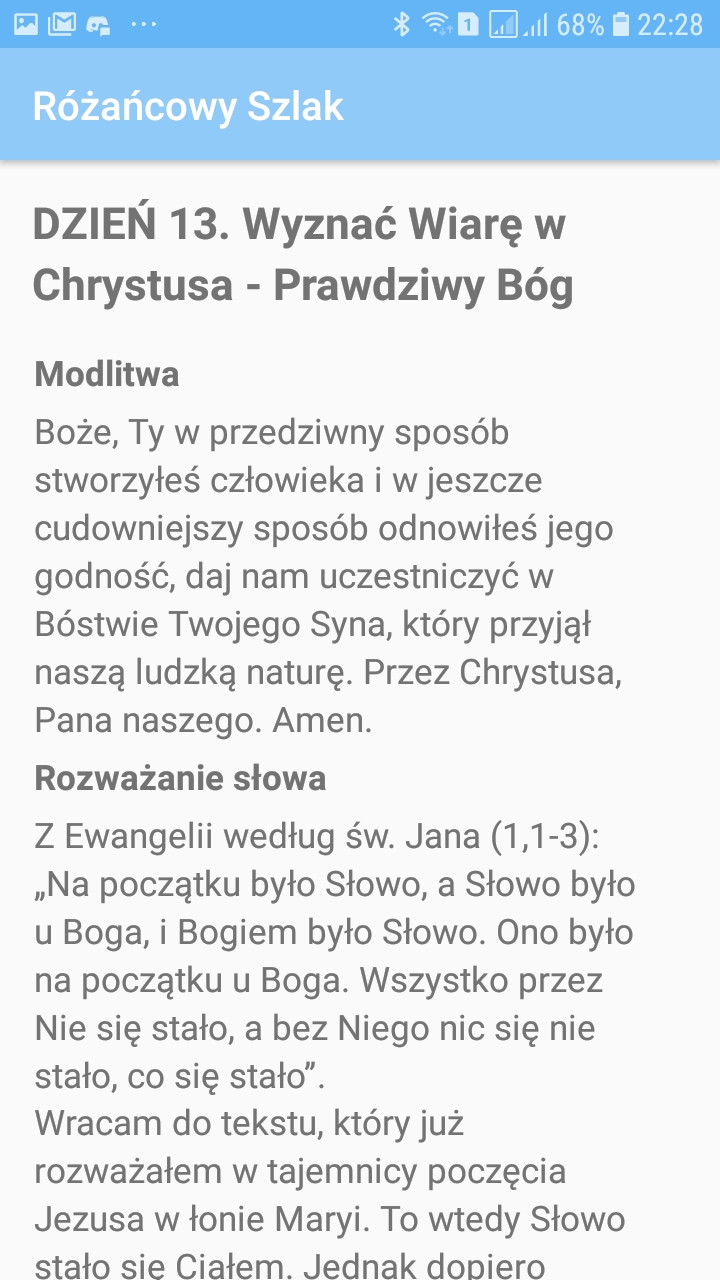 68% 22:28
Różańcowy Szlak
DZIEŃ 13. Wyznać Wiarę w
Chrystusa - Prawdziwy Bóg
Modlitwa
Boże, Ty w przedziwny sposób
stworzyłeś człowieka i w jeszcze
cudowniejszy sposób odnowiłeś jego
godność, daj nam uczestniczyć w
Bóstwie Twojego Syna, który przyjął
naszą ludzką naturę. Przez Chrystusa,
Pana naszego. Amen.
Rozważanie słowa
Z Ewangelii według św. Jana (1,1-3):
„Na początku było Słowo, a Słowo było
u Boga, i Bogiem było Słowo. Ono było
na początku u Boga. Wszystko przez
Nie się stało, a bez Niego nic się nie
stało, co się stało”.
Wracam do tekstu, który już
rozważałem w tajemnicy poczęcia
Jezusa w łonie Maryi. To wtedy Słowo
stało się Ciałem. Jednak dopiero